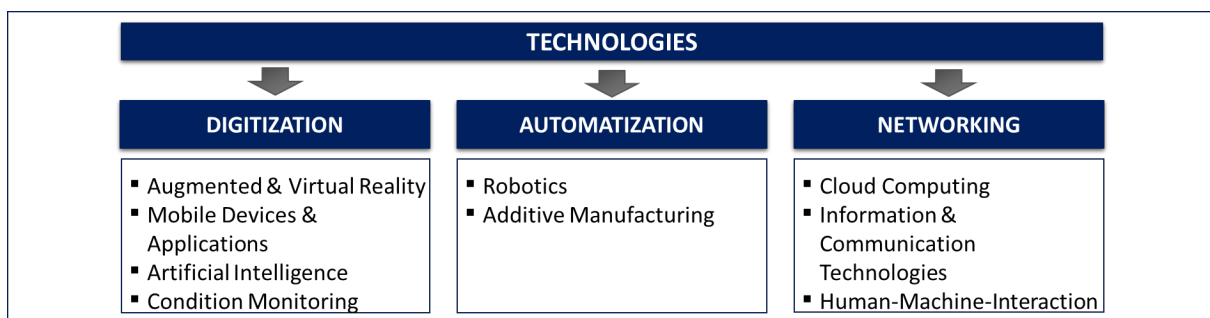 TECHNOLOGIES
DIGITIZATION
▪ Augmented & Virtual Reality
▪ Mobile Devices &
Applications
▪ Artificial Intelligence
▪ Condition Monitoring
AUTOMATIZATION
▪ Robotics
▪ Additive Manufacturing
NETWORKING
▪ Cloud Computing
▪ Information &
Communication
Technologies
▪ Human-Machine-Interaction